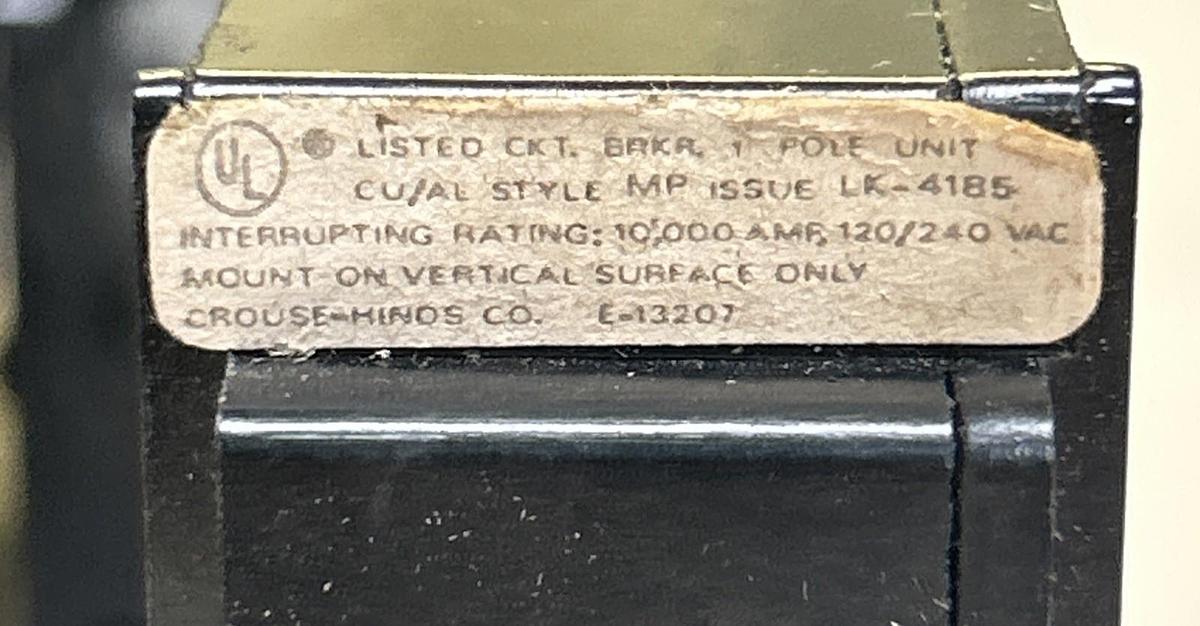 UL ® LISTED CKT. BRKR. 1 POLE UNIT
CU/AL STYLE MP ISSUE LK-4185
INTERRUPTING RATING: 10,000 AMP, 120/240 VAC
MOUNT ON VERTICAL SURFACE ONLY
CROUSE-HINDS CO. E-13207